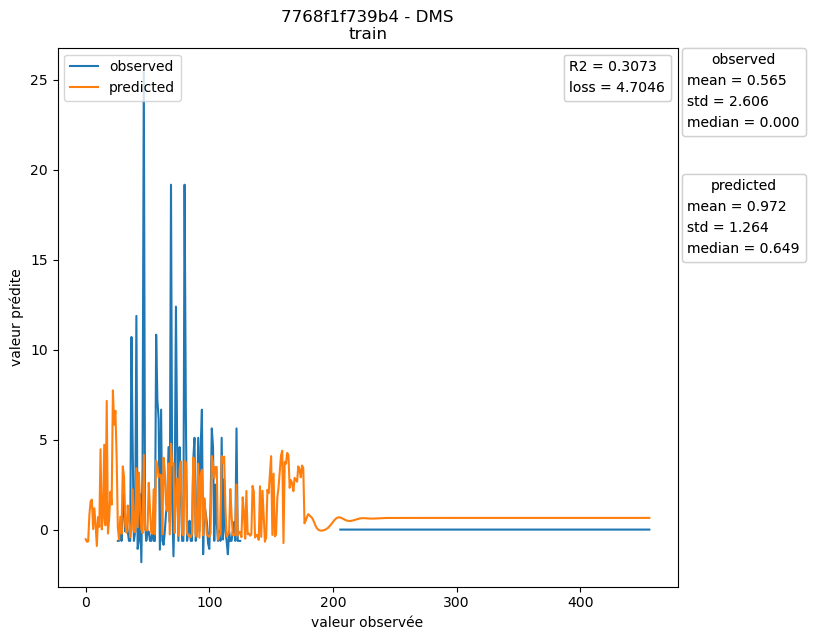 7768f1f739b4 - DMS
train
observed
predicted
R2 = 0.3073
loss = 4.7046
observed
mean = 0.565
std = 2.606
median = 0.000
predicted
mean = 0.972
std = 1.264
median = 0.649
25
20
15
10
5
0
valeur prédite
0 100 200 300 400
valeur observée